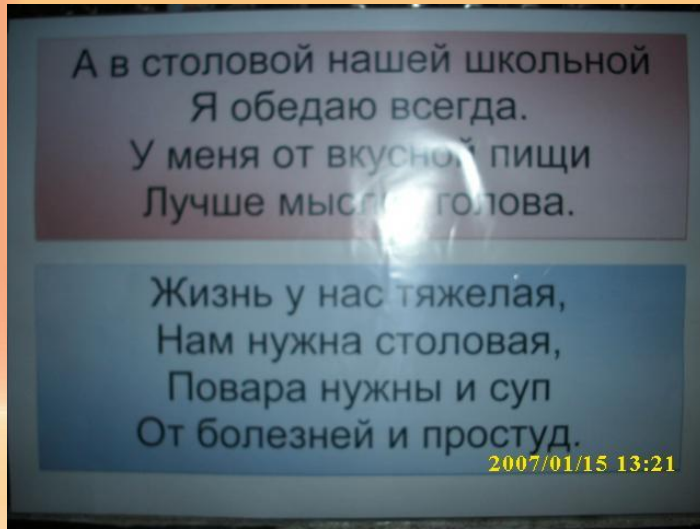 А в столовой нашей школьной
Я обедаю всегда.
У меня от вкусной пищи
Лучше мыслит голова.
Жизнь у нас тяжелая,
Нам нужна столовая,
Повара нужны и суп
От болезней и простуд.
2007/01/15 13:21